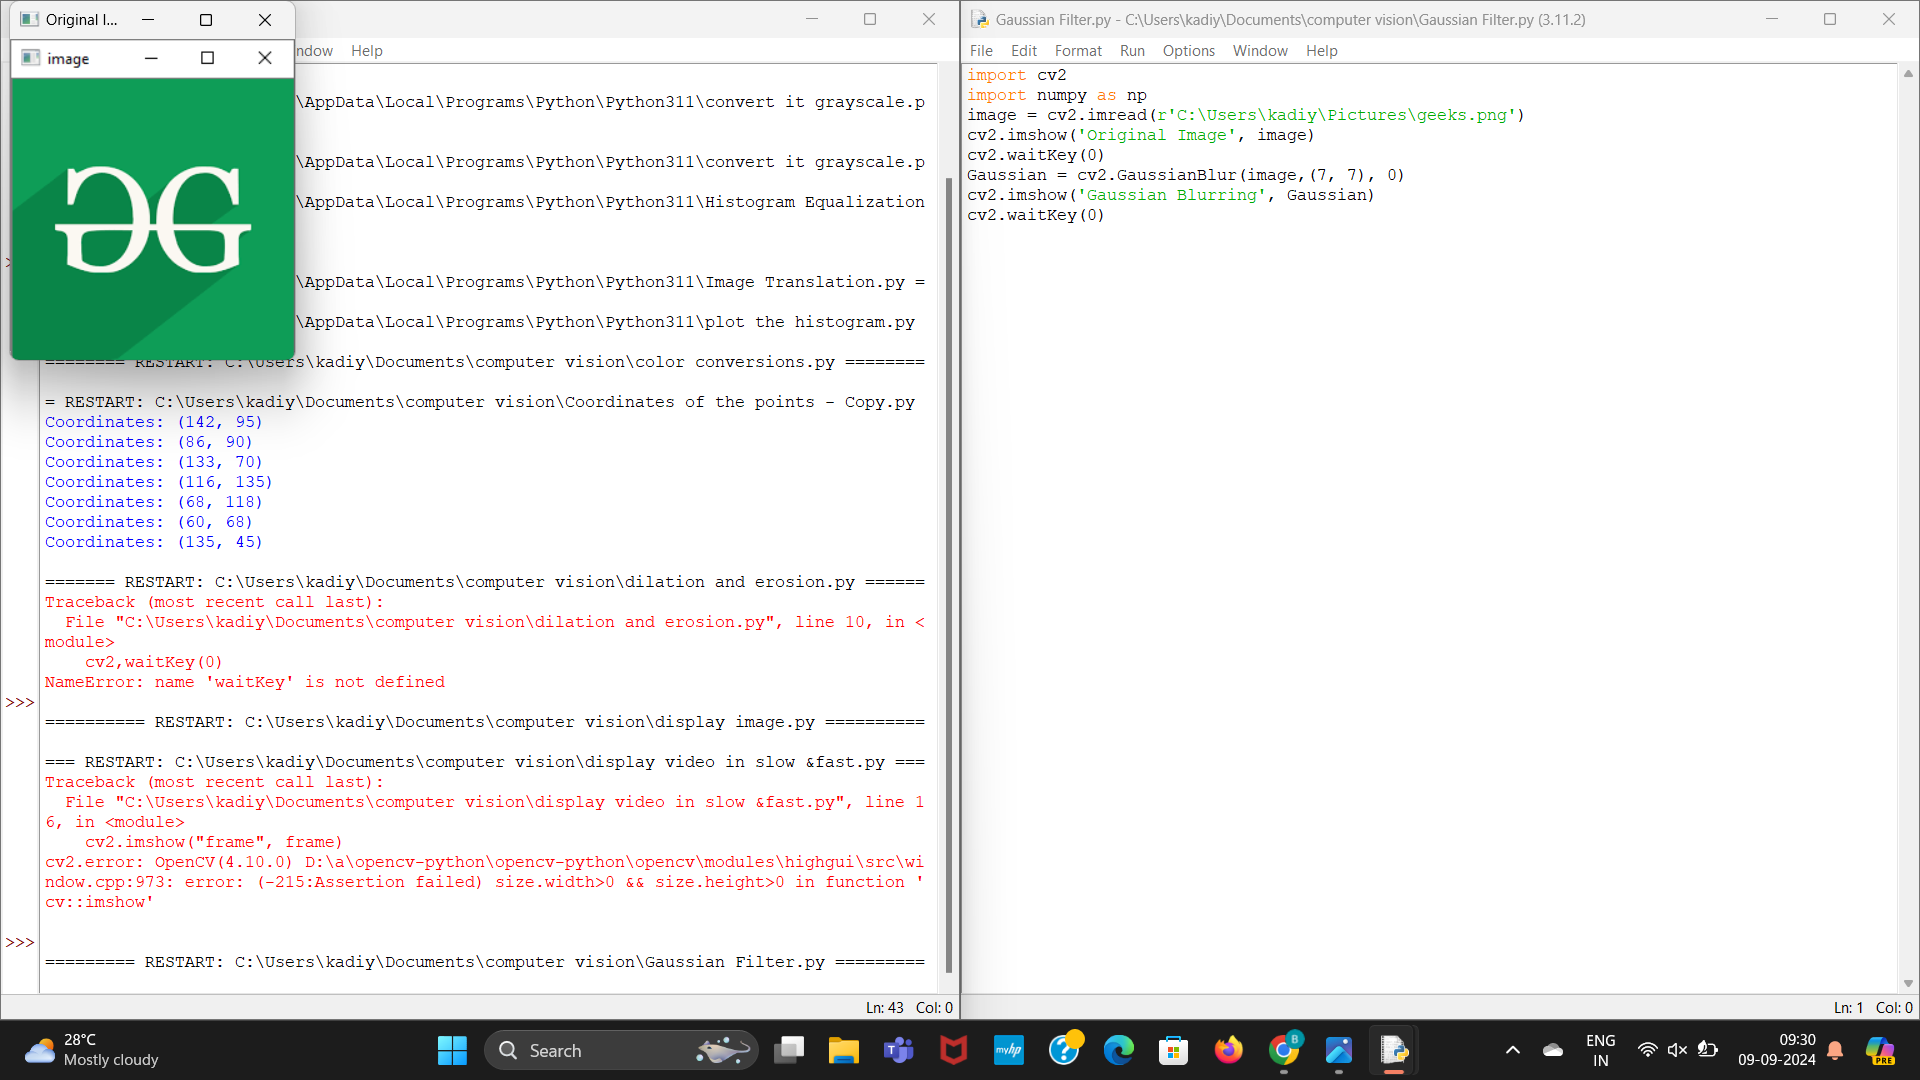 Original I...
image
ndow Help
\AppData\Local\Programs\Python\Python311\convert it grayscale.p
\AppData\Local\Programs\Python\Python311\convert it grayscale.p
\AppData\Local\Programs\Python\Python311\Histogram Equalization
\AppData\Local\Programs\Python\Python311\Image Translation.py =
\AppData\Local\Programs\Python\Python311\plot the histogram.py
======== RESTART: C:\Users\kadiy\Documents\computer vision\color conversions.py ========
= RESTART: C:\Users\kadiy\Documents\computer vision\Coordinates of the points - Copy.py
Coordinates: (142, 95)
Coordinates: (86, 90)
Coordinates: (133, 70)
Coordinates: (116, 135)
Coordinates: (68, 118)
Coordinates: (60, 68)
Coordinates: (135, 45)
======= RESTART: C:\Users\kadiy\Documents\computer vision\dilation and erosion.py ======
Traceback (most recent call last):
File "C:\Users\kadiy\Documents\computer vision\dilation and erosion.py", line 10, in <
module>
cv2,waitKey(0)
NameError: name 'waitKey' is not defined
>>>
========== RESTART: C:\Users\kadiy\Documents\computer vision\display image.py ==========
=== RESTART: C:\Users\kadiy\Documents\computer vision\display video in slow &fast.py ===
Traceback (most recent call last):
File "C:\Users\kadiy\Documents\computer vision\display video in slow &fast.py", line 1
6, in <module>
cv2.imshow("frame", frame)
cv2.error: OpenCV(4.10.0) D:\a\opencv-python\opencv-python\opencv\modules\highgui\src\wi
ndow.cpp:973: error: (-215:Assertion failed) size.width>0 && size.height>0 in function '
cv::imshow'
>>>
========= RESTART: C:\Users\kadiy\Documents\computer vision\Gaussian Filter.py =========
Ln: 43 Col: 0
Gaussian Filter.py - C:\Users\kadiy\Documents\computer vision\Gaussian Filter.py (3.11.2)
File Edit Format Run Options Window Help
import cv2
import numpy as np
image = cv2.imread(r'C:\Users\kadiy\Pictures\geeks.png')
cv2.imshow('Original Image', image)
cv2.waitKey(0)
Gaussian = cv2.GaussianBlur(image,(7, 7), 0)
cv2.imshow('Gaussian Blurring', Gaussian)
cv2.waitKey(0)
Ln: 1 Col: 0
28°C
Mostly cloudy
Search
myhp
B
ENG
IN
09:30
09-09-2024
PRE